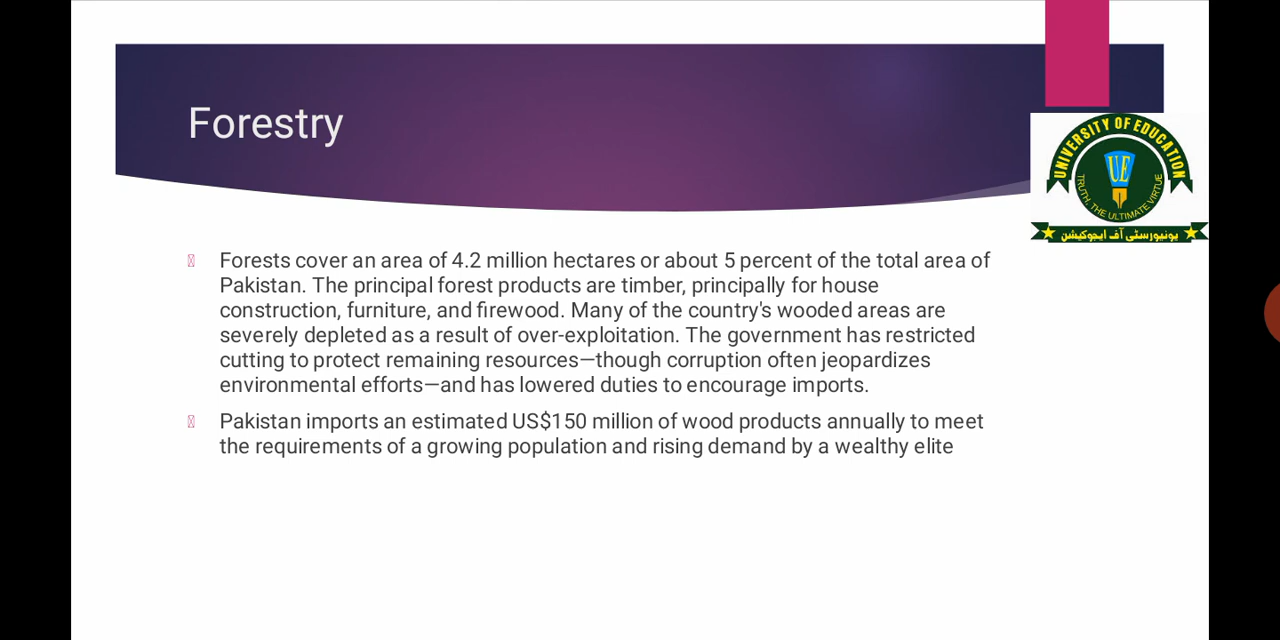 Forestry
UNIVERSITY OF EDUCATION
UE
TRUTH, THE ULTIMATE VIRTUE
یونیورسٹی آف ایجوکیشن
Forests cover an area of 4.2 million hectares or about 5 percent of the total area of
Pakistan. The principal forest products are timber, principally for house
construction, furniture, and firewood. Many of the country's wooded areas are
severely depleted as a result of over-exploitation. The government has restricted
cutting to protect remaining resources—though corruption often jeopardizes
environmental efforts—and has lowered duties to encourage imports.
Pakistan imports an estimated US$150 million of wood products annually to meet
the requirements of a growing population and rising demand by a wealthy elite